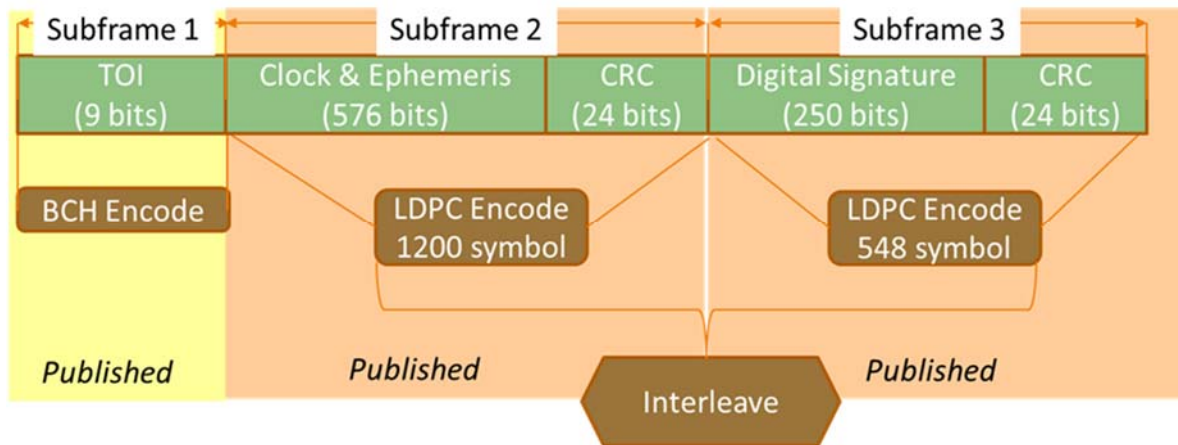 Subframe 1
Subframe 2
Subframe 3
TOI
(9 bits)
Clock & Ephemeris
(576 bits)
CRC
(24 bits)
Digital Signature
(250 bits)
CRC
(24 bits)
BCH Encode
LDPC Encode
1200 symbol
LDPC Encode
548 symbol
Published
Published
Published
Interleave